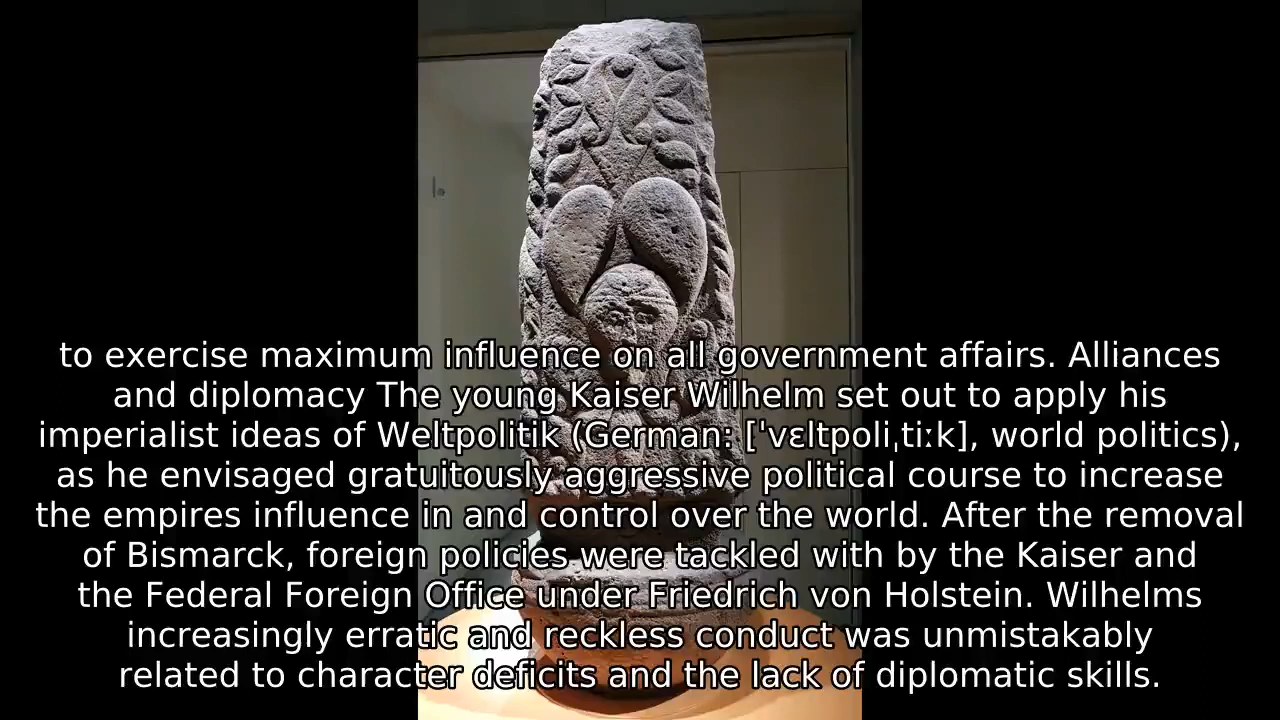 to exercise maximum influence on all government affairs. Alliances
and diplomacy The young Kaiser Wilhelm set out to apply his
imperialist ideas of Weltpolitik (German: [ˈvɛltpoliˌtiːk], world politics),
as he envisaged gratuitously aggressive political course to increase
the empires influence in and control over the world. After the removal
of Bismarck, foreign policies were tackled with by the Kaiser and
the Federal Foreign Office under Friedrich von Holstein. Wilhelms
increasingly erratic and reckless conduct was unmistakably
related to character deficits and the lack of diplomatic skills.